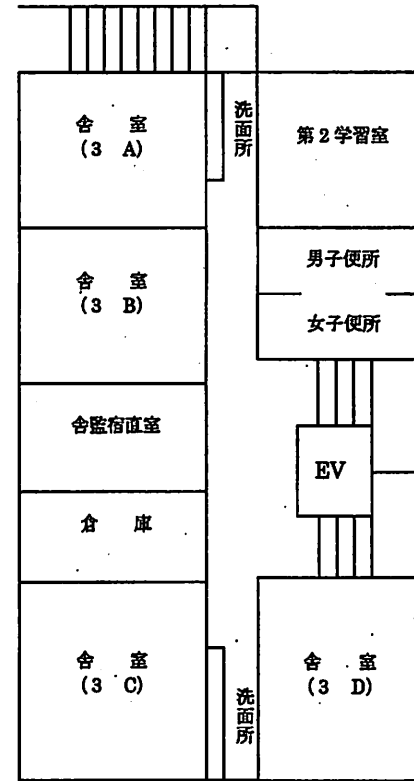 舎 室
(3 A)
洗面所
第2学習室
舎 室
(3 B)
男子便所
女子便所
舎監宿直室
EV
倉 庫
舎 室
(3 C)
洗面所
舎 室
(3 D)